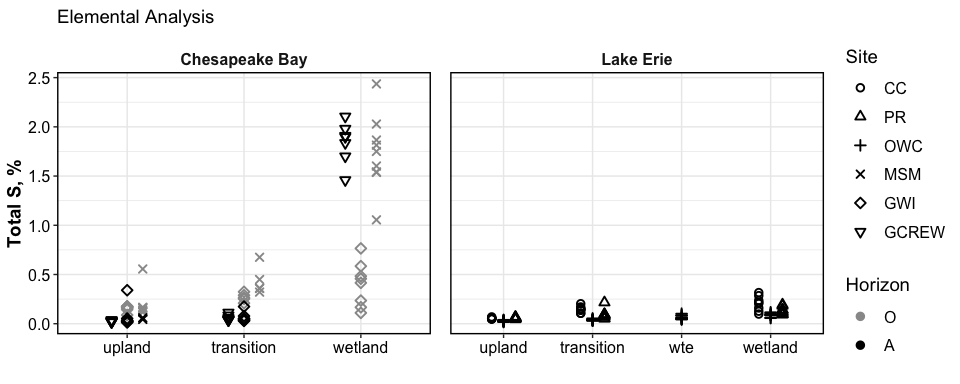 Elemental Analysis
Chesapeake Bay
Lake Erie
Total S, %
2.5
2.0
1.5
1.0
0.5
0.0
upland transition wetland
upland transition wte wetland
Site
CC
PR
OWC
MSM
GWI
GCREW
Horizon
O
A